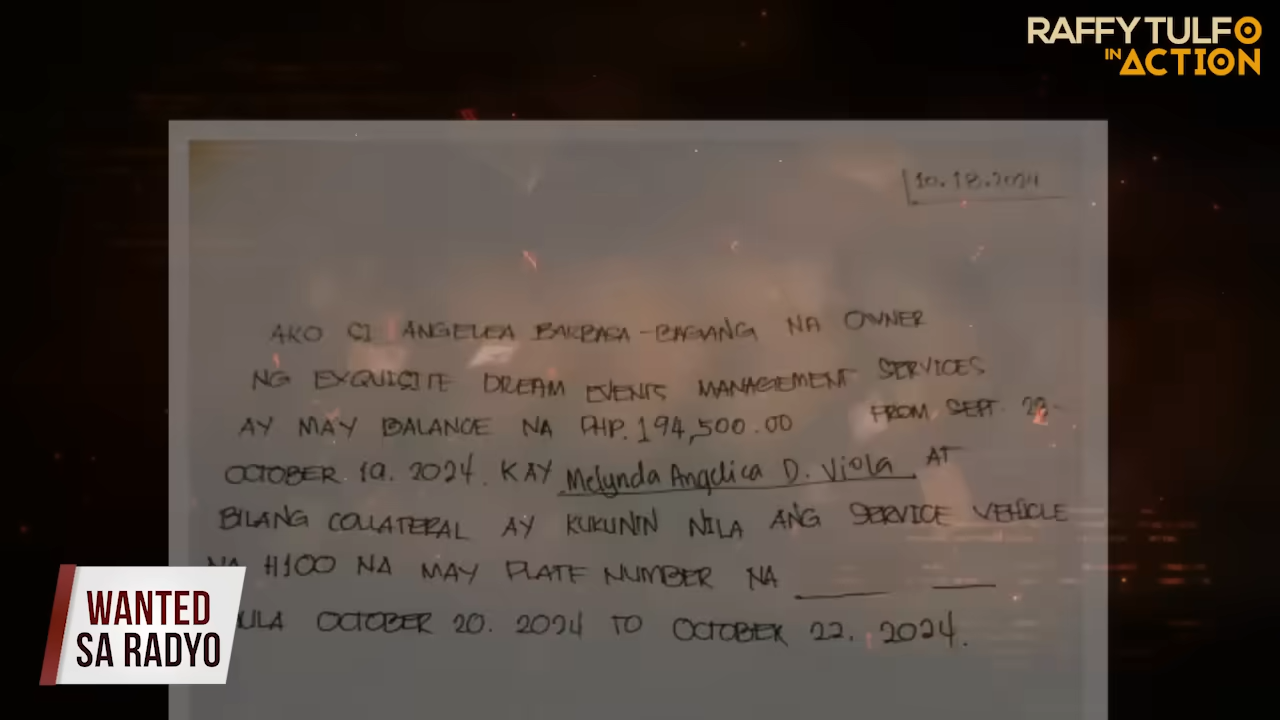 RAFFY TULFO
IN ACTION
10.18.2024
AKO SI ANGELEA BARBASA-BAGANG NA OWNER
NG EXQUISITE DREAM EVENTS MANAGEMENT SERVICES
AY MAY BALANCE NA PHP. 194,500.00 FROM SEPT. 23-
OCTOBER 19. 2024. KAY Melynda Angelica D. Viola AT
BILANG COLLATERAL AY KUKUNIN NILA ANG SERVICE VEHICLE
NA H100 NA MAY PLATE NUMBER NA
ULA OCTOBER 20. 2024 TO OCTOBER 22. 2024.
WANTED
SA RADYO